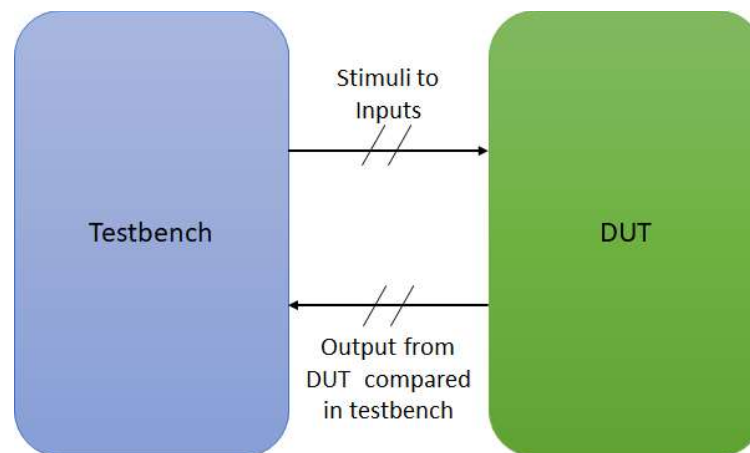 Stimuli to
Inputs
Testbench
DUT
Output from
DUT compared
in testbench